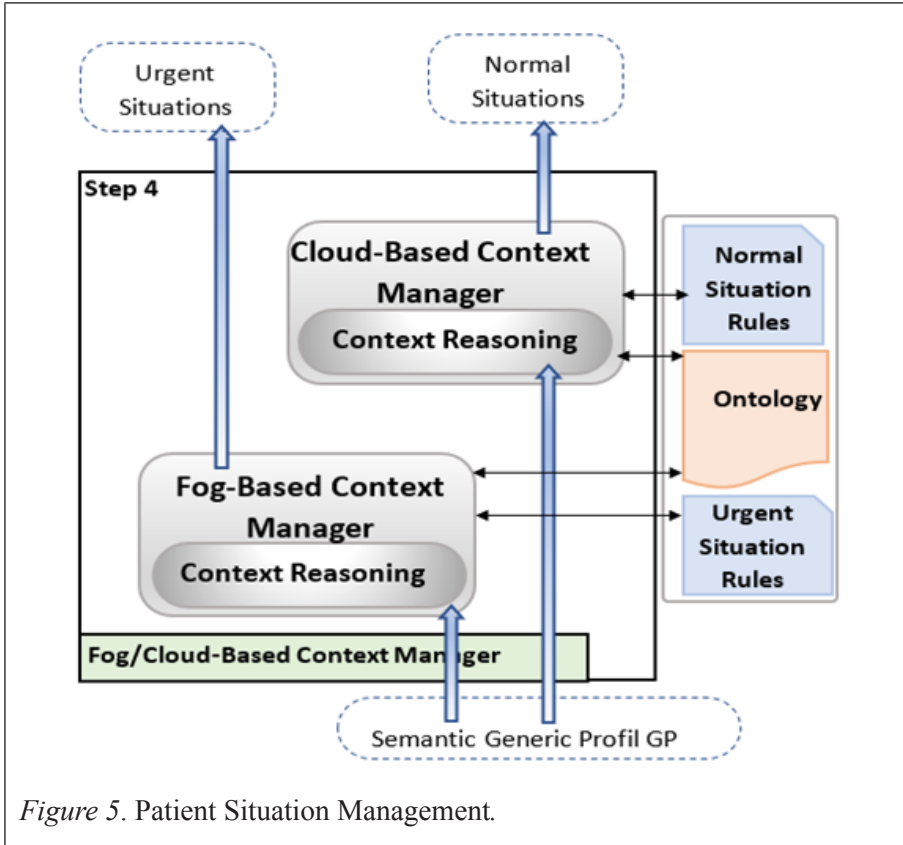 Urgent
Situations
Normal
Situations
Step 4
Cloud-Based Context
Manager
Context Reasoning
Normal
Situation
Rules
Ontology
Fog-Based Context
Manager
Context Reasoning
Urgent
Situation
Rules
Fog/Cloud-Based Context Manager
Semantic Generic Profil GP
Figure 5. Patient Situation Management.